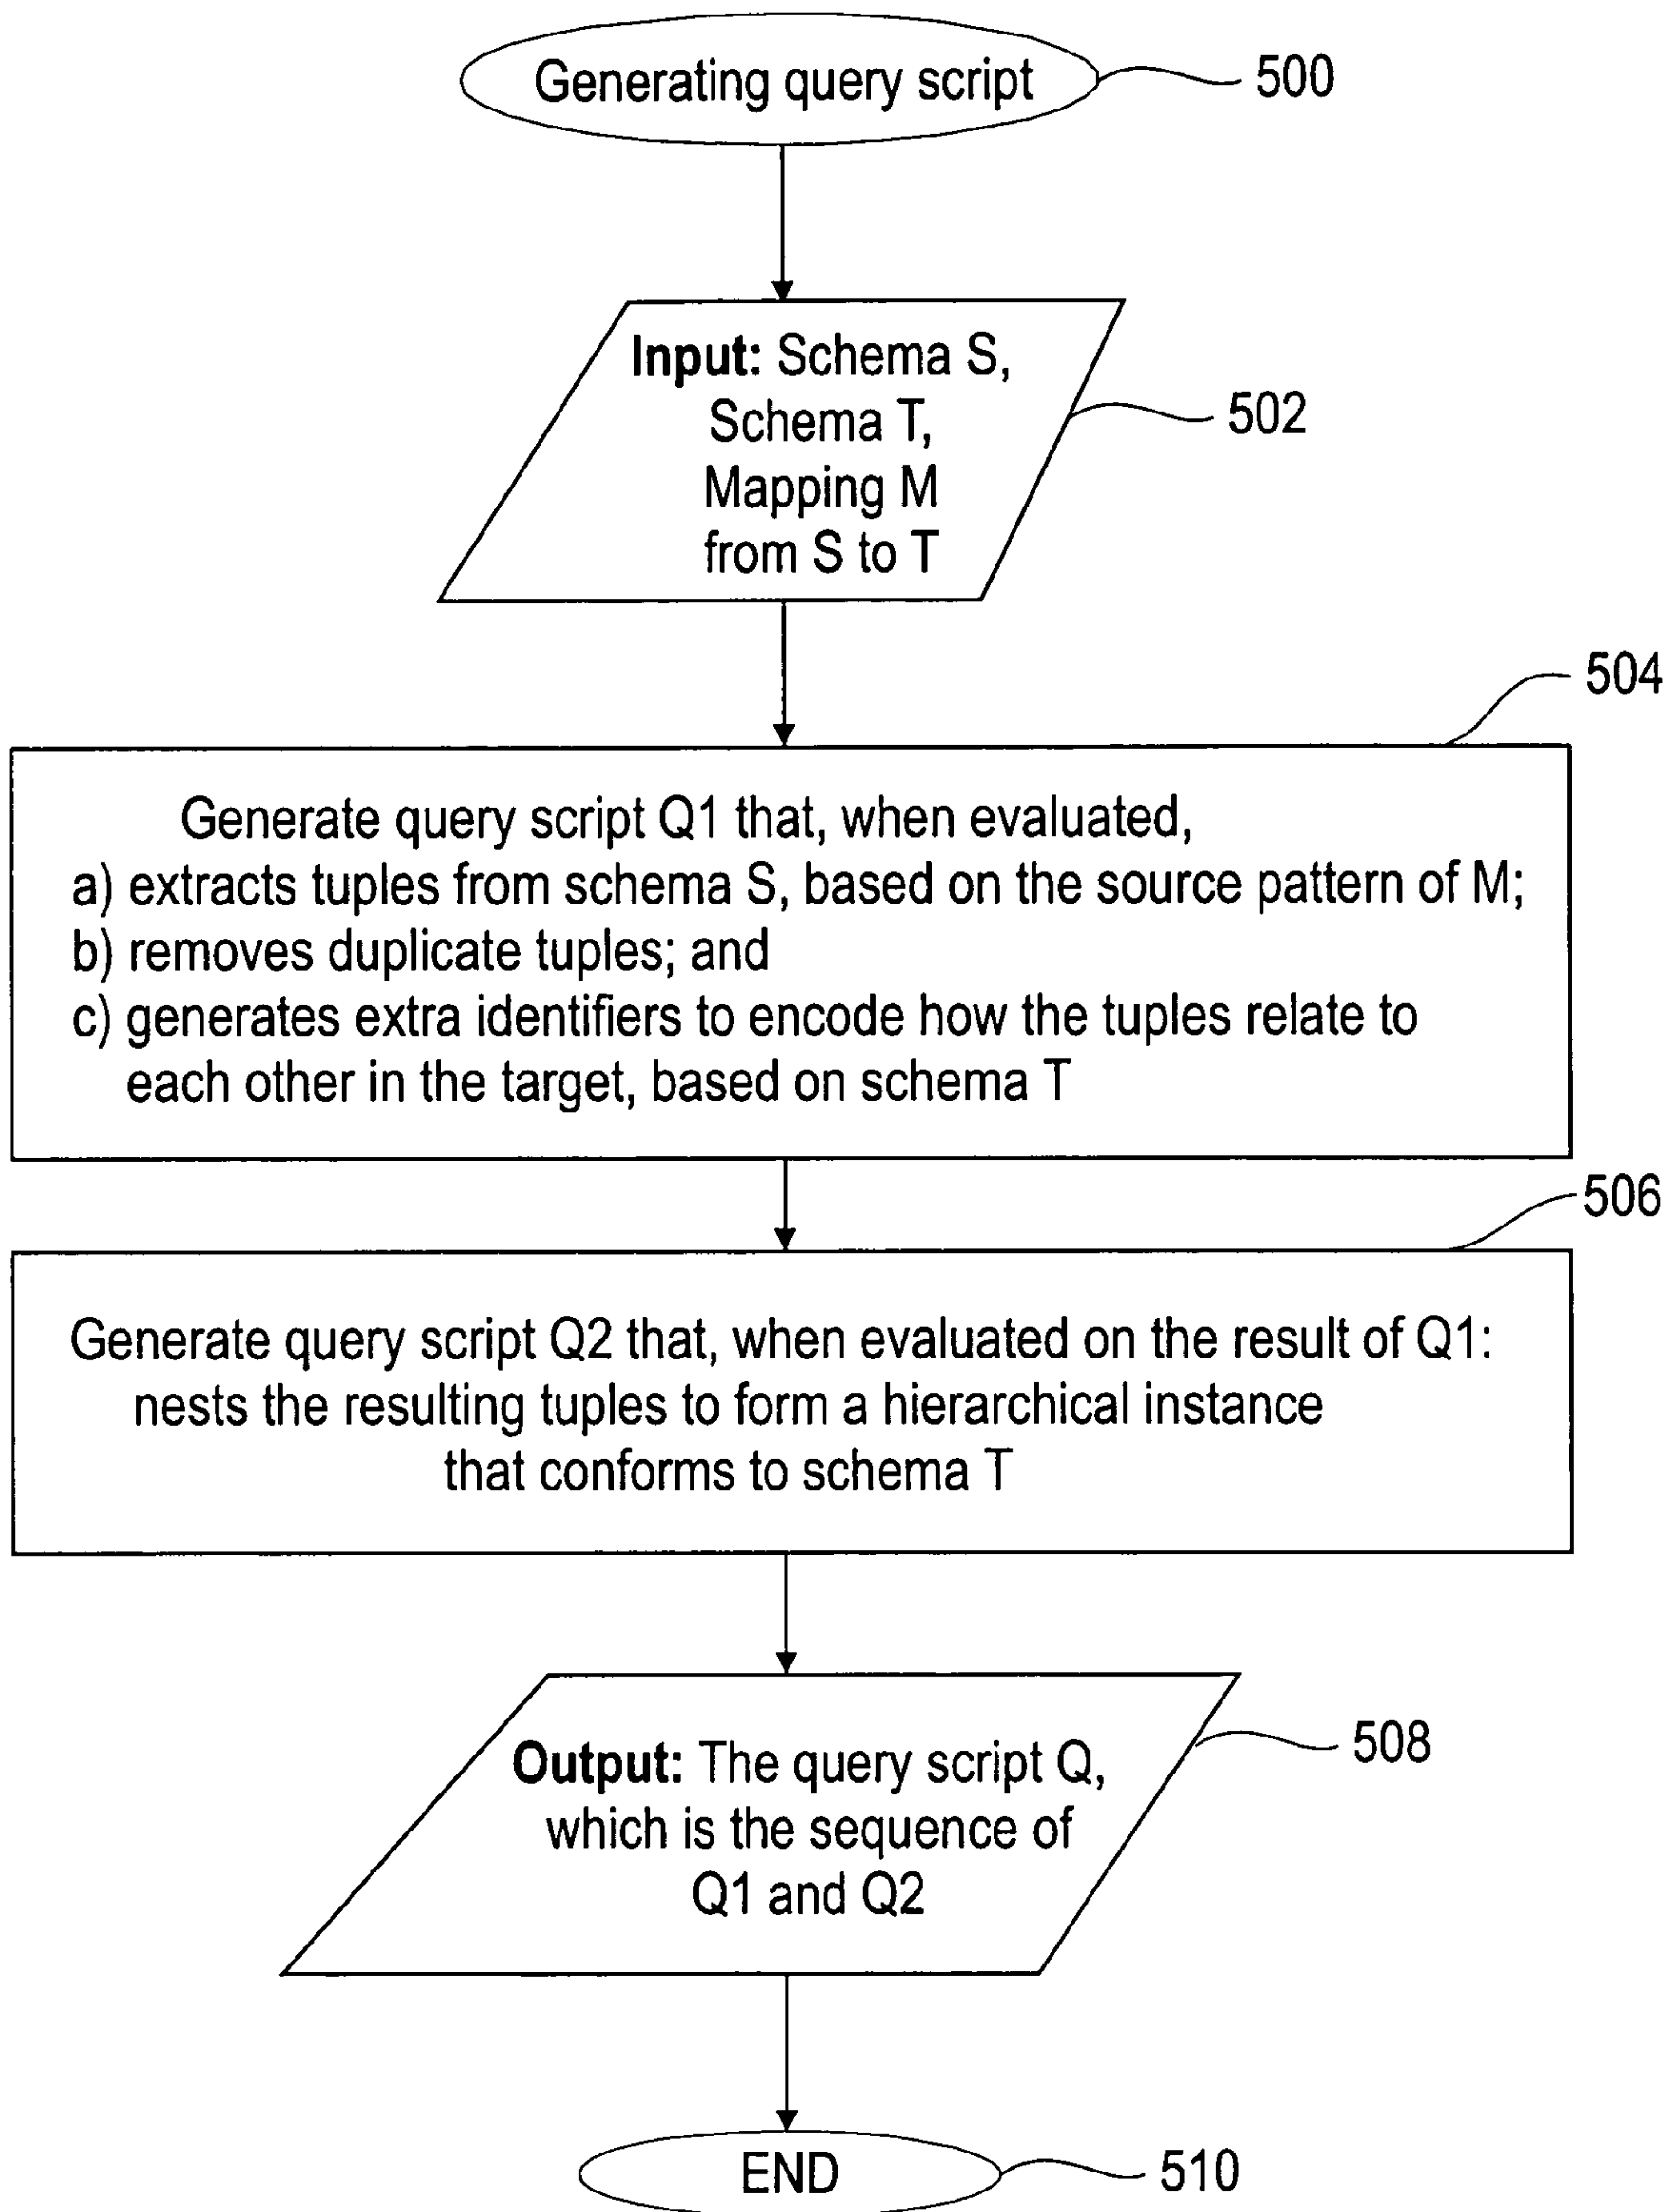 Generating query script
500
Input: Schema S,
Schema T,
Mapping M
from S to T
502
504
Generate query script Q1 that, when evaluated,
a) extracts tuples from schema S, based on the source pattern of M;
b) removes duplicate tuples; and
c) generates extra identifiers to encode how the tuples relate to
each other in the target, based on schema T
506
Generate query script Q2 that, when evaluated on the result of Q1:
nests the resulting tuples to form a hierarchical instance
that conforms to schema T
Output: The query script Q,
which is the sequence of
Q1 and Q2
508
END
510